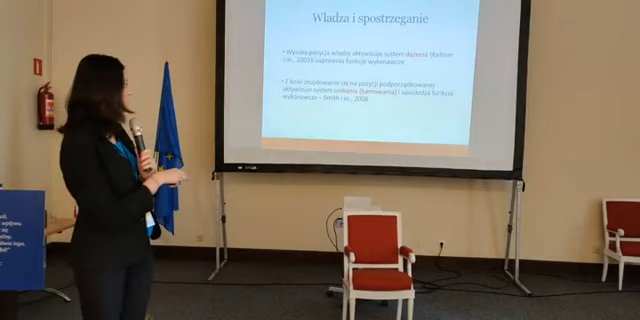 Władza i spostrzeganie
• Wysoka pozycja władzy aktywizuje system dążenia (Keltner
i in., 2003) i usprawnia funkcje wykonawcze
• Z kolei znajdowanie się na pozycji podporządkowanej
aktywizuje system unikania (hamowania) i upośledza funkcje
wykonawcze – Smith i in., 2008